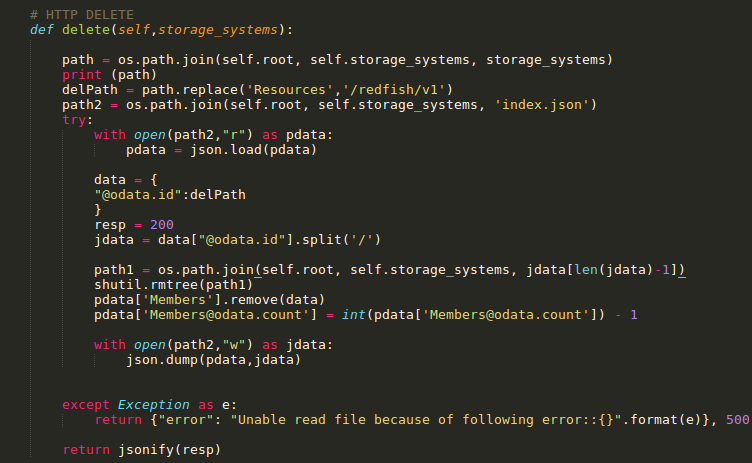 # HTTP DELETE
def delete(self,storage_systems):
path = os.path.join(self.root, self.storage_systems, storage_systems)
print (path)
delPath = path.replace('Resources','/redfish/v1')
path2 = os.path.join(self.root, self.storage_systems, 'index.json')
try:
with open(path2,"r") as pdata:
pdata = json.load(pdata)
data = {
"@odata.id":delPath
}
resp = 200
jdata = data["@odata.id"].split('/')
path1 = os.path.join(self.root, self.storage_systems, jdata[len(jdata)-1])
shutil.rmtree(path1)
pdata['Members'].remove(data)
pdata['Members@odata.count'] = int(pdata['Members@odata.count']) - 1
with open(path2,"w") as jdata:
json.dump(pdata,jdata)
except Exception as e:
return {"error": "Unable read file because of following error::{}".format(e)}, 500
return jsonify(resp)